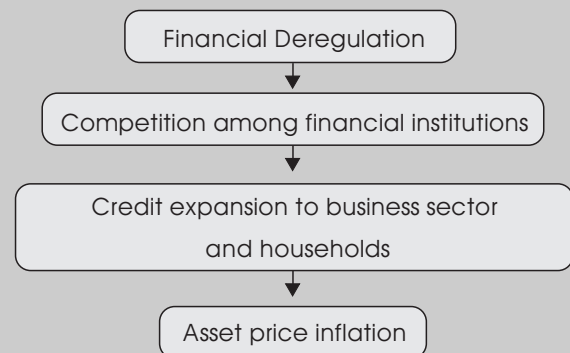 Financial Deregulation
Competition among financial institutions
Credit expansion to business sector
and households
Asset price inflation